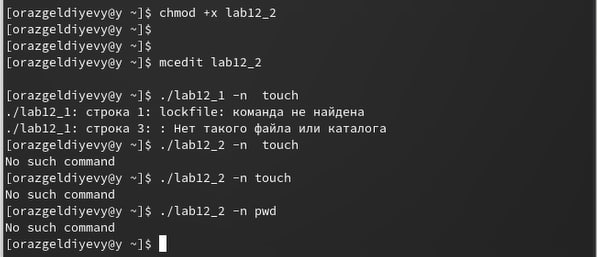 [orazgeldiyevy@y ~]$ chmod +x lab12_2
[orazgeldiyevy@y ~]$
[orazgeldiyevy@y ~]$
[orazgeldiyevy@y ~]$ mcedit lab12_2
[orazgeldiyevy@y ~]$ ./lab12_1 -n  touch
./lab12_1: строка 1: lockfile: команда не найдена
./lab12_1: строка 3: : Нет такого файла или каталога
[orazgeldiyevy@y ~]$ ./lab12_2 -n  touch
No such command
[orazgeldiyevy@y ~]$ ./lab12_2 -n touch
No such command
[orazgeldiyevy@y ~]$ ./lab12_2 -n pwd
No such command
[orazgeldiyevy@y ~]$